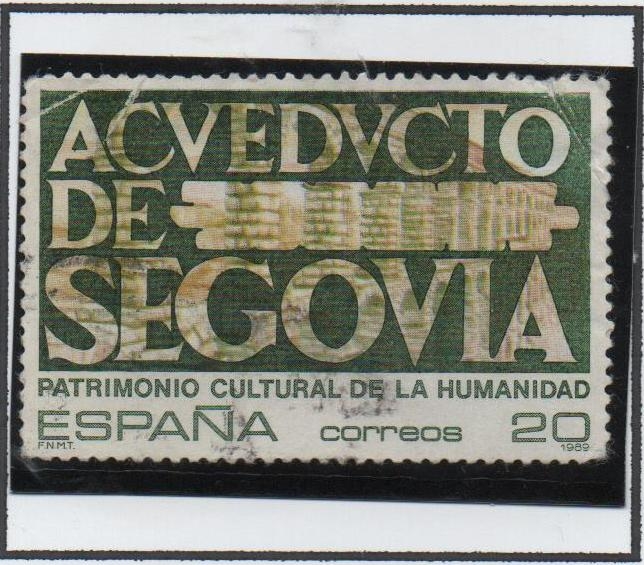 ACVEDVCTO
DE
SEGOVIA
PATRIMONIO CULTURAL DE LA HUMANIDAD
ESPAÑA correos 20
F.N.M.T. 1989